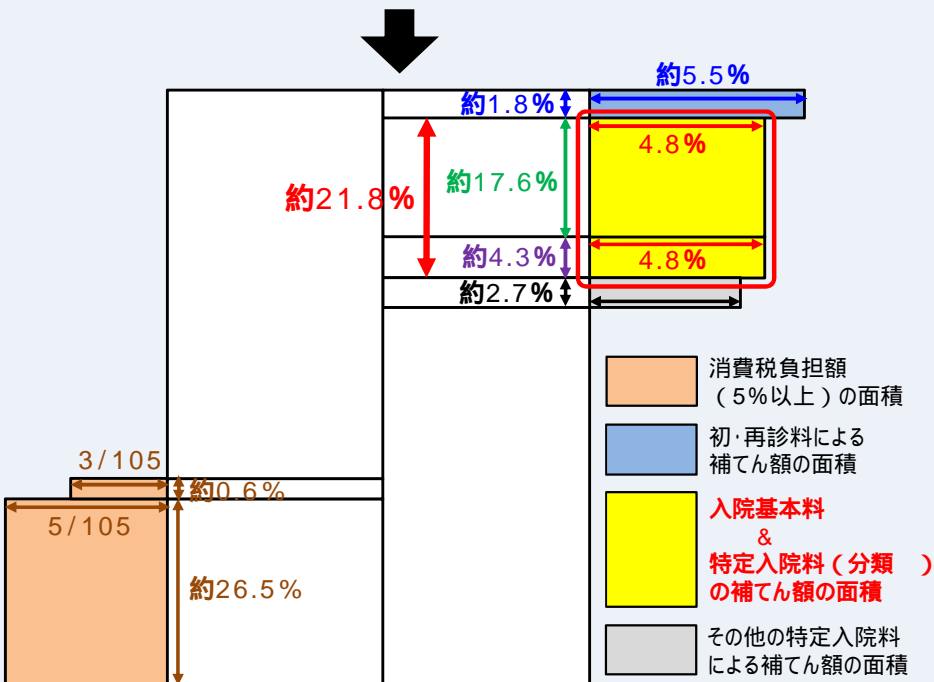 約5.5%
約1.8%
4.8%
約17.6%
約21.8%
約4.3%
4.8%
約2.7%
消費税負担額
(5%以上)の面積
初・再診料による
補てん額の面積
3/105
約0.6%
5/105
入院基本料
&
特定入院料(分類　)
の補てん額の面積
約26.5%
その他の特定入院料
による補てん額の面積